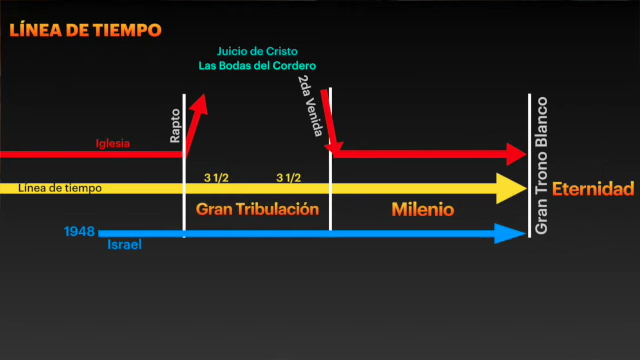 LÍNEA DE TIEMPO
Juicio de Cristo
Las Bodas del Cordero
Rapto
2da Venida
Iglesia
3 1/2
3 1/2
Línea de tiempo
Gran Tribulación
Milenio
Gran Trono Blanco
Eternidad
1948
Israel